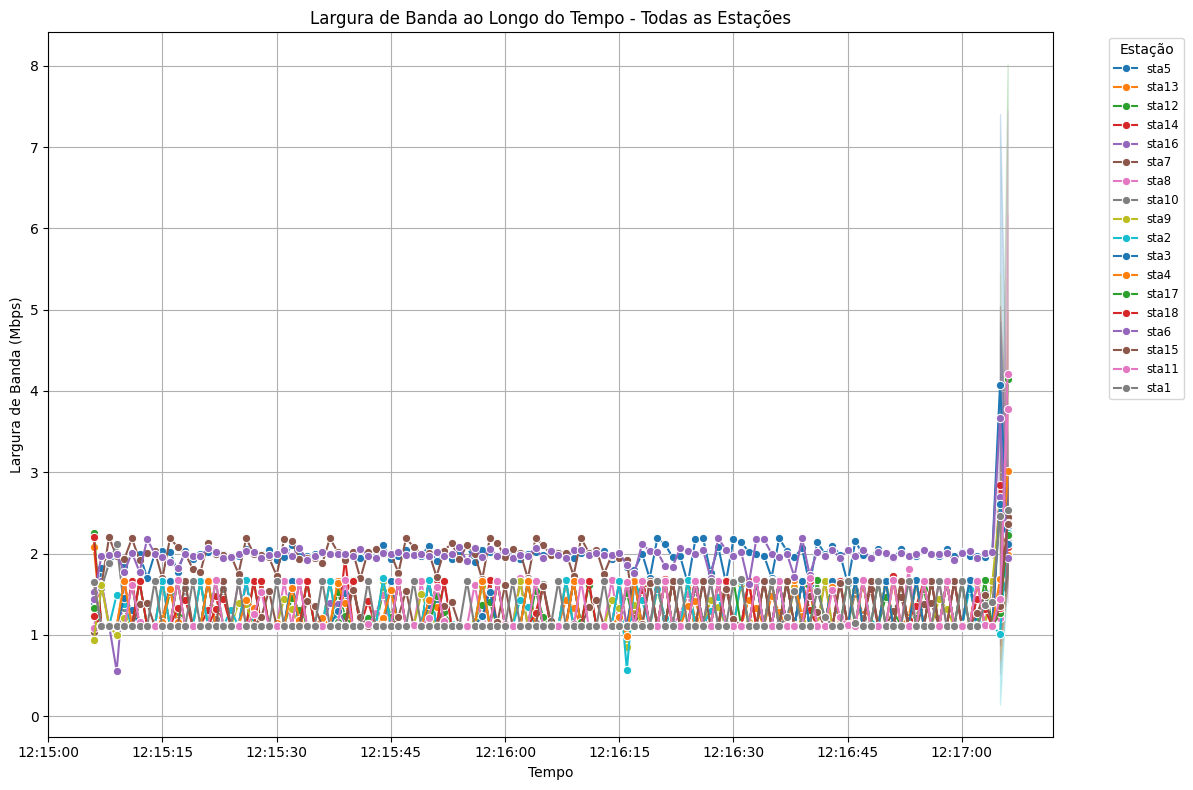 Largura de Banda ao Longo do Tempo - Todas as Estações
Largura de Banda (Mbps)
8
7
6
5
4
3
2
1
0
12:15:00
12:15:15
12:15:30
12:15:45
12:16:00
12:16:15
12:16:30
12:16:45
12:17:00
Tempo
Estação
sta5
sta13
sta12
sta14
sta16
sta7
sta8
sta10
sta9
sta2
sta3
sta4
sta17
sta18
sta6
sta15
sta11
sta1